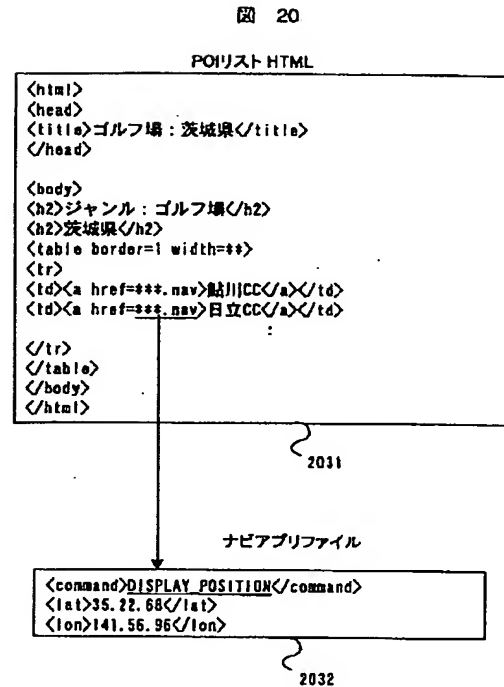 図 20
POIリスト HTML
<html>
<head>
<title>ゴルフ場：茨城県</title>
</head>
<body>
<h2>ジャンル：ゴルフ場</h2>
<h2>茨城県</h2>
<table border=1 width=**>
<tr>
<td><a href=***.nav>鮎川CC</a></td>
<td><a href=***.nav>日立CC</a></td>
:
</tr>
</table>
</body>
</html>
2031
ナビアプリファイル
<command>DISPLAY POSITION</command>
<lat>35.22.68</lat>
<lon>141.56.96</lon>
2032